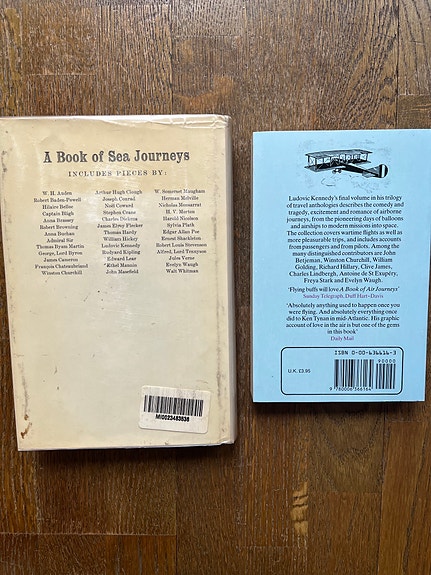 A Book of Sea Journeys
INCLUDES PIECES BY:
W. H. Auden
Robert Baden-Powell
Hilaire Belloc
Captain Bligh
Anna Brassey
Robert Browning
Anna Borhan
Admiral Sir
Thomas Byam Martin
George, Lord Byron
James Cameron
François Chateaubriand
Winston Churchill
Arthur Hugh Clough
Joseph Conrad
Noël Coward
Stephen Crane
Charles Dickens
James Elroy Flecker
Thomas Hardy
William Hickey
Ludovic Kennedy
Rudyard Kipling
Edward Lear
Ethel Mannin
John Masefield
W. Somerset Maugham
Herman Melville
Nicholas Monsarrat
H. V. Morton
Harold Nicolson
Sylvia Plath
Edgar Allan Poe
Ernest Shackleton
Robert Louis Stevenson
Alfred, Lord Tennyson
Jules Verne
Evelyn Waugh
Walt Whitman
MI0023483638
Ludovic Kennedy's final volume in his trilogy
of travel anthologies describes the comedy and
tragedy, excitement and romance of airborne
journeys, from the pioneering days of balloons
and airships to modern missions into space.
The collection covers wartime flights as well as
more pleasurable trips, and includes accounts
from passengers and from pilots. Among the
many distinguished contributors are John
Betjeman, Winston Churchill, William
Golding, Richard Hillary, Clive James,
Charles Lindbergh, Antoine de St Exupéry,
Freya Stark and Evelyn Waugh.
'Flying buffs will love A Book of Air Journeys'
Sunday Telegraph, Duff Hart-Davis
'Absolutely anything used to happen once you
were flying. And absolutely everything once did
to Ken Tynan in mid-Atlantic. His graphic
account of love in the air is but one of the gems
in this book'
Daily Mail
ISBN 0-00-636616-3
90000
U.K. £3.95
9780006366164